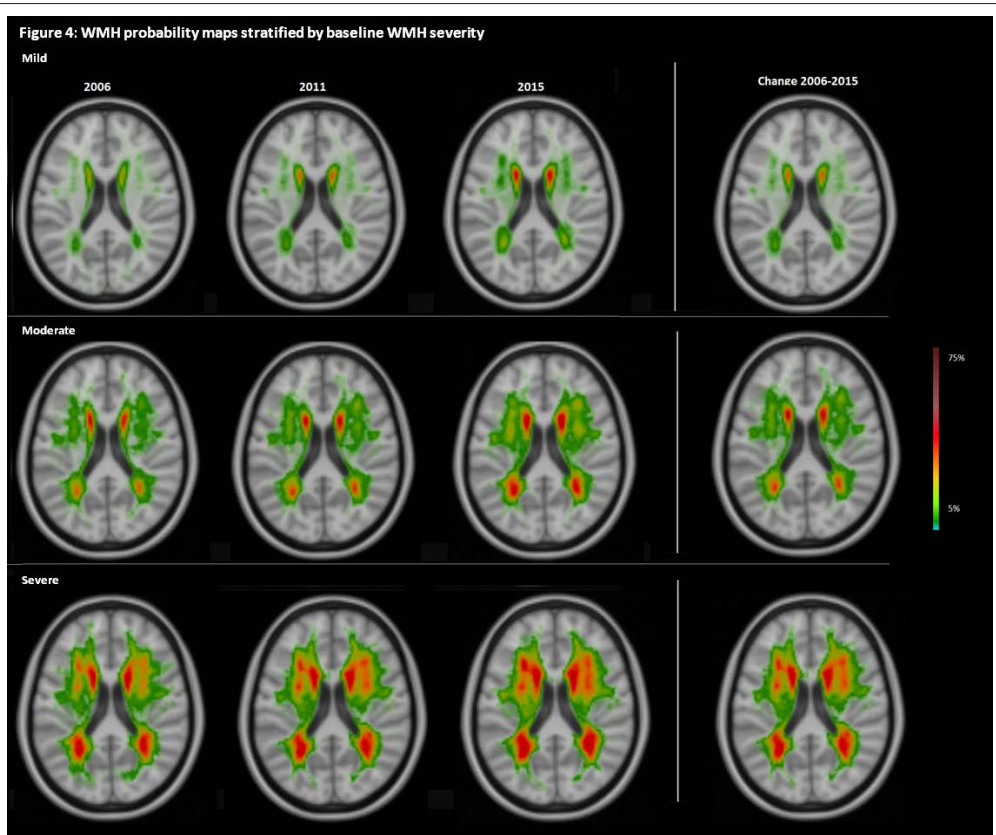 Figure 4: WMH probability maps stratified by baseline WMH severity
Mild
2006 2011 2015 Change 2006-2015
Moderate
75%
5%
Severe